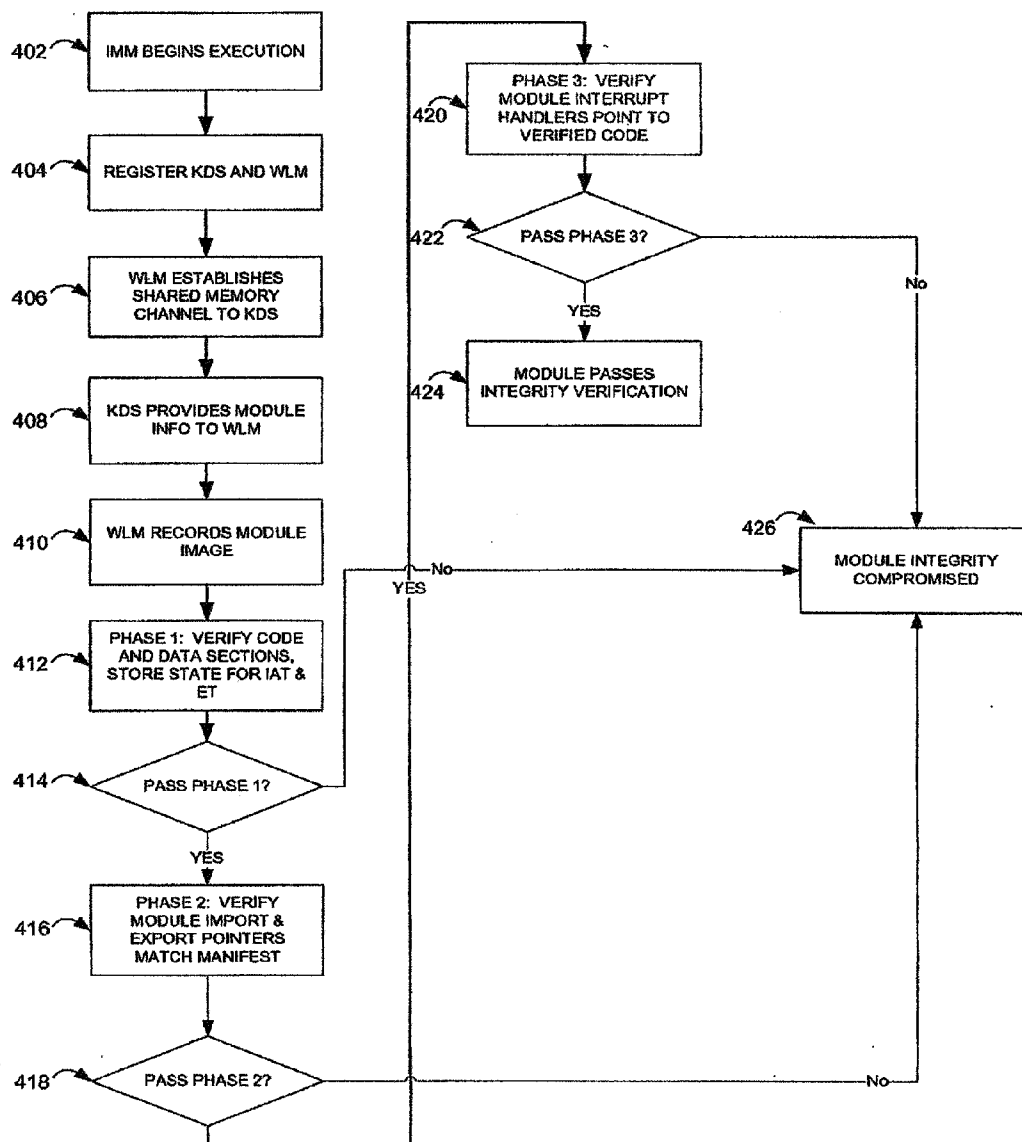 402
IMM BEGINS EXECUTION
404
REGISTER KDS AND WLM
406
WLM ESTABLISHES
SHARED MEMORY
CHANNEL TO KDS
408
KDS PROVIDES MODULE
INFO TO WLM
410
WLM RECORDS MODULE
IMAGE
412
PHASE 1: VERIFY CODE
AND DATA SECTIONS,
STORE STATE FOR IAT &
ET
414
PASS PHASE 1?
No
YES
416
PHASE 2: VERIFY
MODULE IMPORT &
EXPORT POINTERS
MATCH MANIFEST
418
PASS PHASE 2?
No
YES
420
PHASE 3: VERIFY
MODULE INTERRUPT
HANDLERS POINT TO
VERIFIED CODE
422
PASS PHASE 3?
No
YES
424
MODULE PASSES
INTEGRITY VERIFICATION
426
MODULE INTEGRITY
COMPROMISED